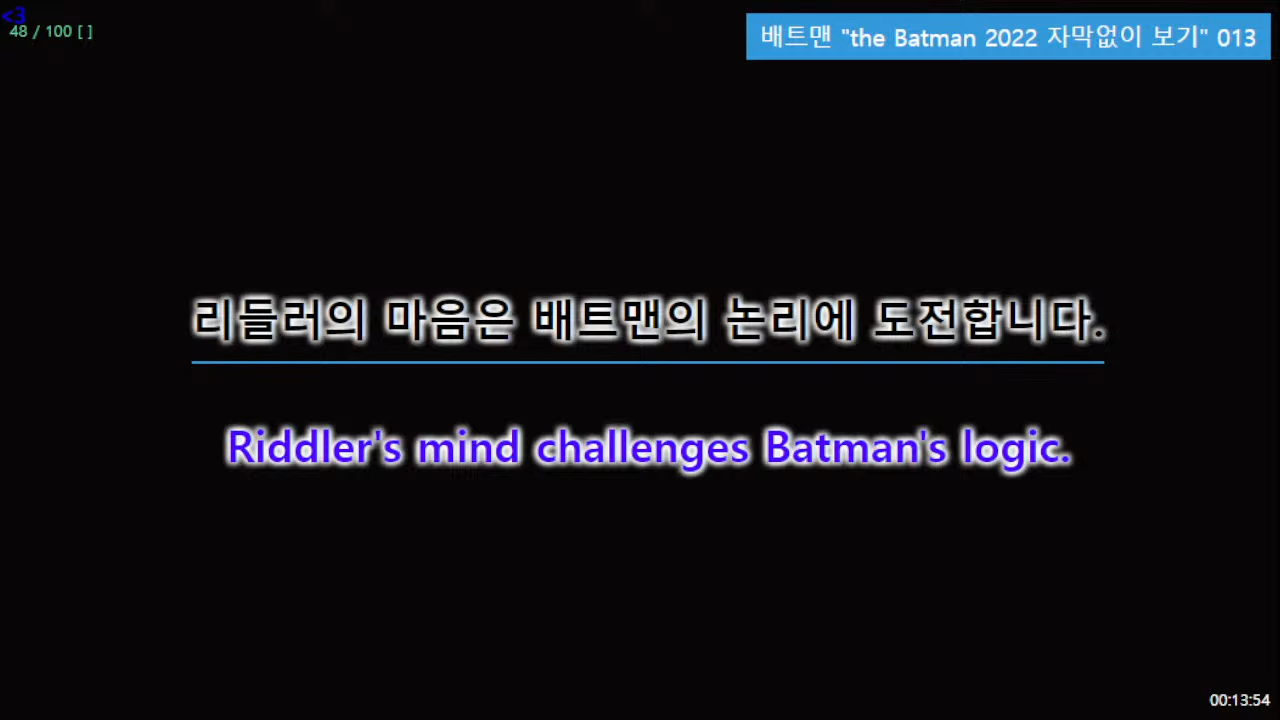 <3
48 / 100 [ ]
배트맨 "the Batman 2022 자막없이 보기" 013
리들러의 마음은 배트맨의 논리에 도전합니다.
Riddler's mind challenges Batman's logic.
00:13:54